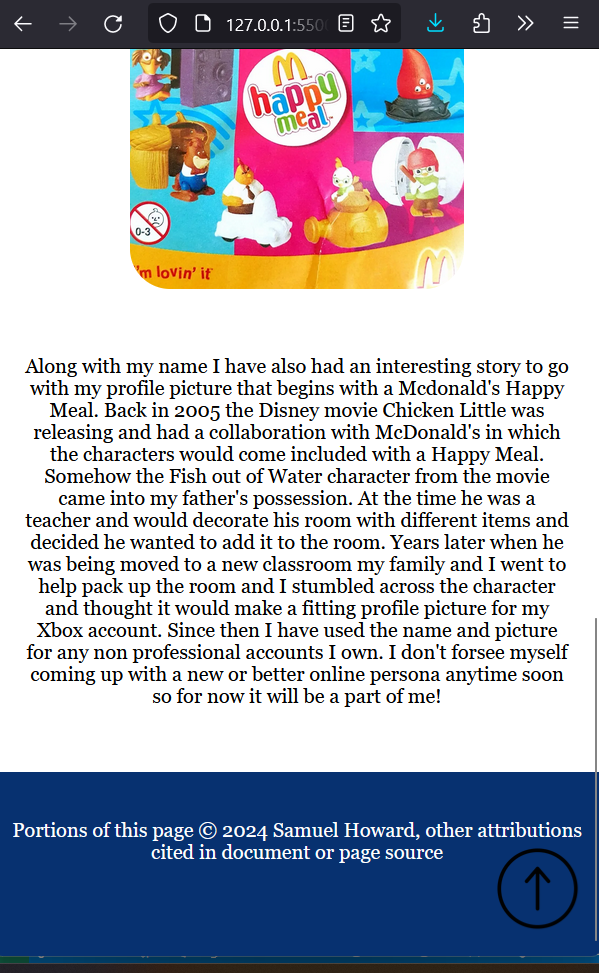 127.0.0.1:550
M
happy
meal
0-3
i'm lovin' it
Along with my name I have also had an interesting story to go
with my profile picture that begins with a Mcdonald's Happy
Meal. Back in 2005 the Disney movie Chicken Little was
releasing and had a collaboration with McDonald's in which
the characters would come included with a Happy Meal.
Somehow the Fish out of Water character from the movie
came into my father's possession. At the time he was a
teacher and would decorate his room with different items and
decided he wanted to add it to the room. Years later when he
was being moved to a new classroom my family and I went to
help pack up the room and I stumbled across the character
and thought it would make a fitting profile picture for my
Xbox account. Since then I have used the name and picture
for any non professional accounts I own. I don't forsee myself
coming up with a new or better online persona anytime soon
so for now it will be a part of me!
Portions of this page © 2024 Samuel Howard, other attributions
cited in document or page source